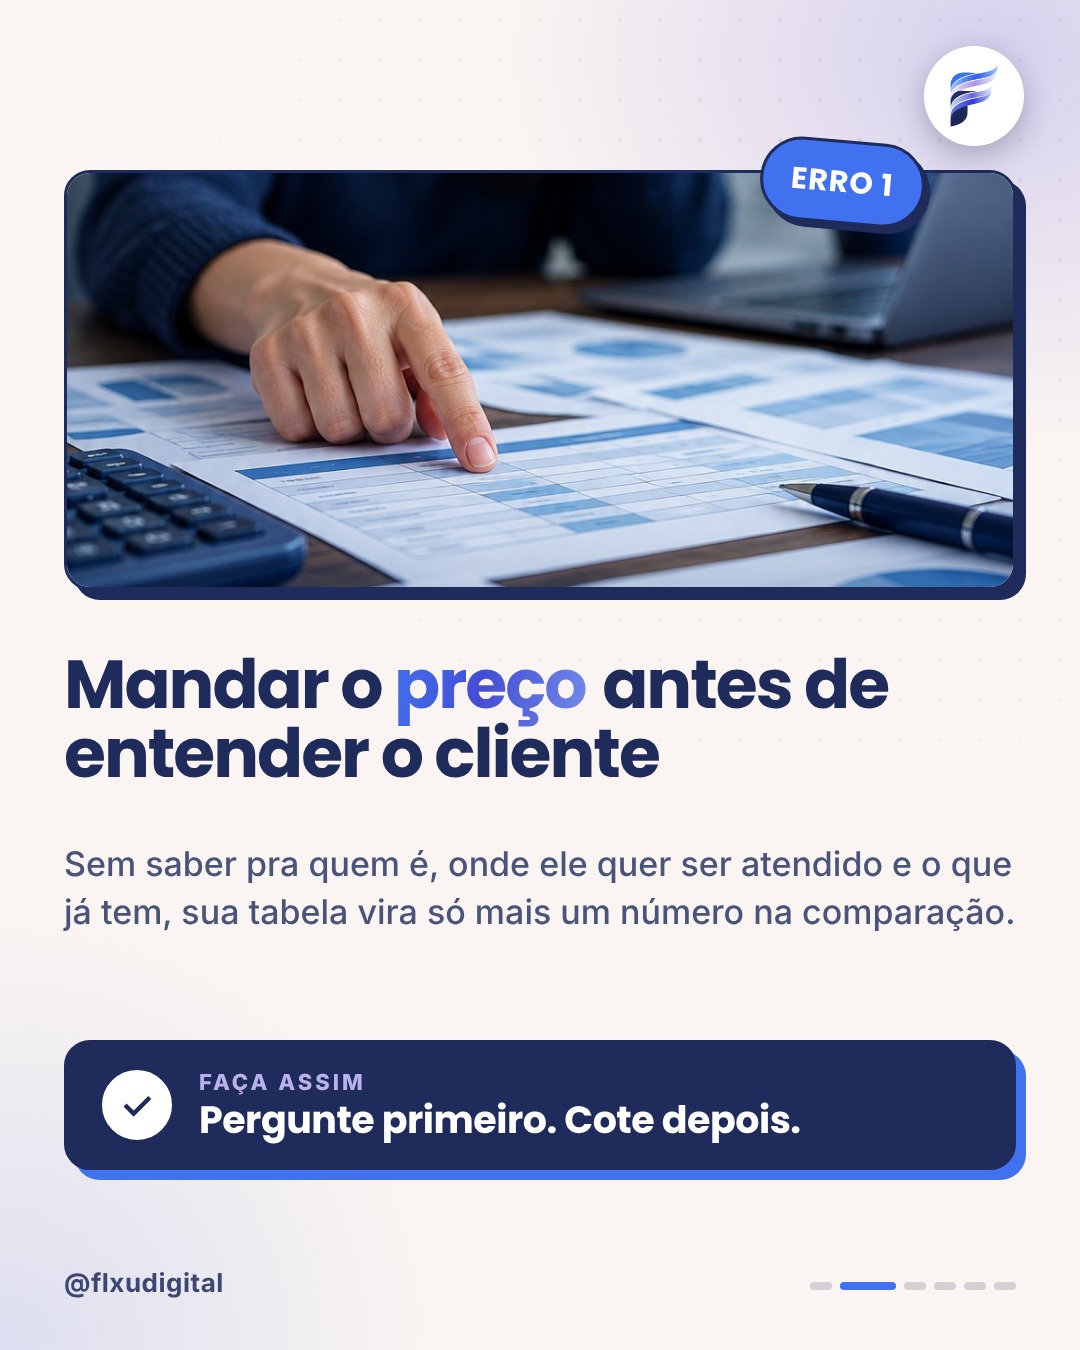 ERRO 1
Mandar o preço antes de
entender o cliente
Sem saber pra quem é, onde ele quer ser atendido e o que
já tem, sua tabela vira só mais um número na comparação.
FAÇA ASSIM
Pergunte primeiro. Cote depois.
@flxudigital